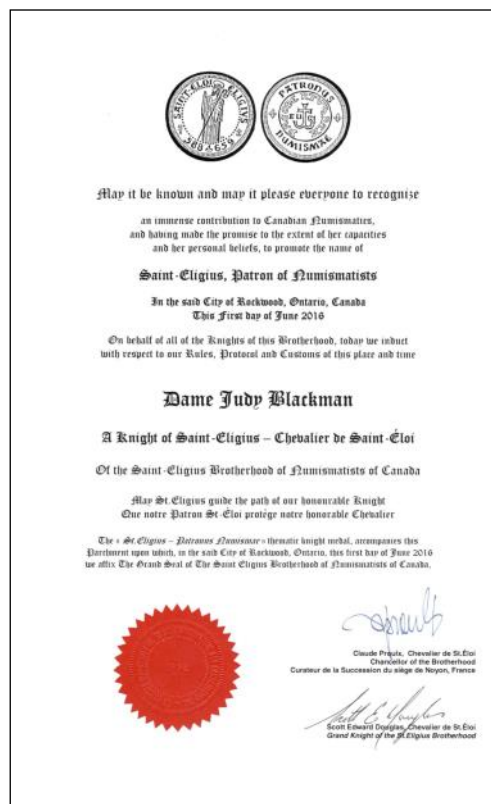 SAINT-ELOI ELIGIUS
588 659
PATRONUS
NUMISMAE
May it be known and may it please everyone to recognize
an immense contribution to Canadian Numismatics,
and having made the promise to the extent of her capacities
and her personal beliefs, to promote the name of
Saint-Eligius, Patron of Numismatists
In the said City of Rockwood, Ontario, Canada
This First day of June 2016
On behalf of all of the Knights of this Brotherhood, today we induct
with respect to our Rules, Protocol and Customs of this place and time
Dame Judy Blackman
A Knight of Saint-Eligius – Chevalier de Saint-Éloi
Of the Saint-Eligius Brotherhood of Numismatists of Canada
May St.Eligius guide the path of our honourable Knight
Que notre Patron St-Éloi protège notre honorable Chevalier
The « St.Eligius – Patronus Numismae » thematic knight medal, accompanies this
Parchment upon which, in the said City of Rockwood, Ontario, this first day of June 2016
we affix The Grand Seal of The Saint Eligius Brotherhood of Numismatists of Canada.
Claude Proulx, Chevalier de St.Éloi
Chancellor of the Brotherhood
Curateur de la Succession du siège de Noyon, France
Scott Edward Douglas, Chevalier de St.Éloi
Grand Knight of the St.Eligius Brotherhood